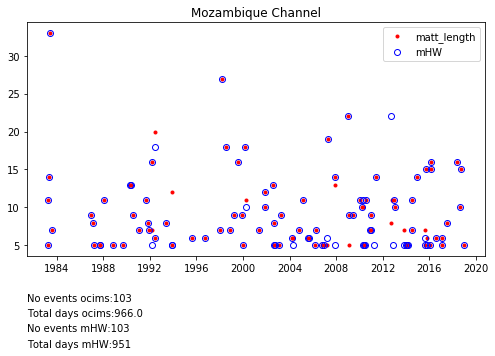 Mozambique Channel
matt_length
mHW
30
25
20
15
10
5
1984 1988 1992 1996 2000 2004 2008 2012 2016 2020
No events ocims:103
Total days ocims:966.0
No events mHW:103
Total days mHW:951